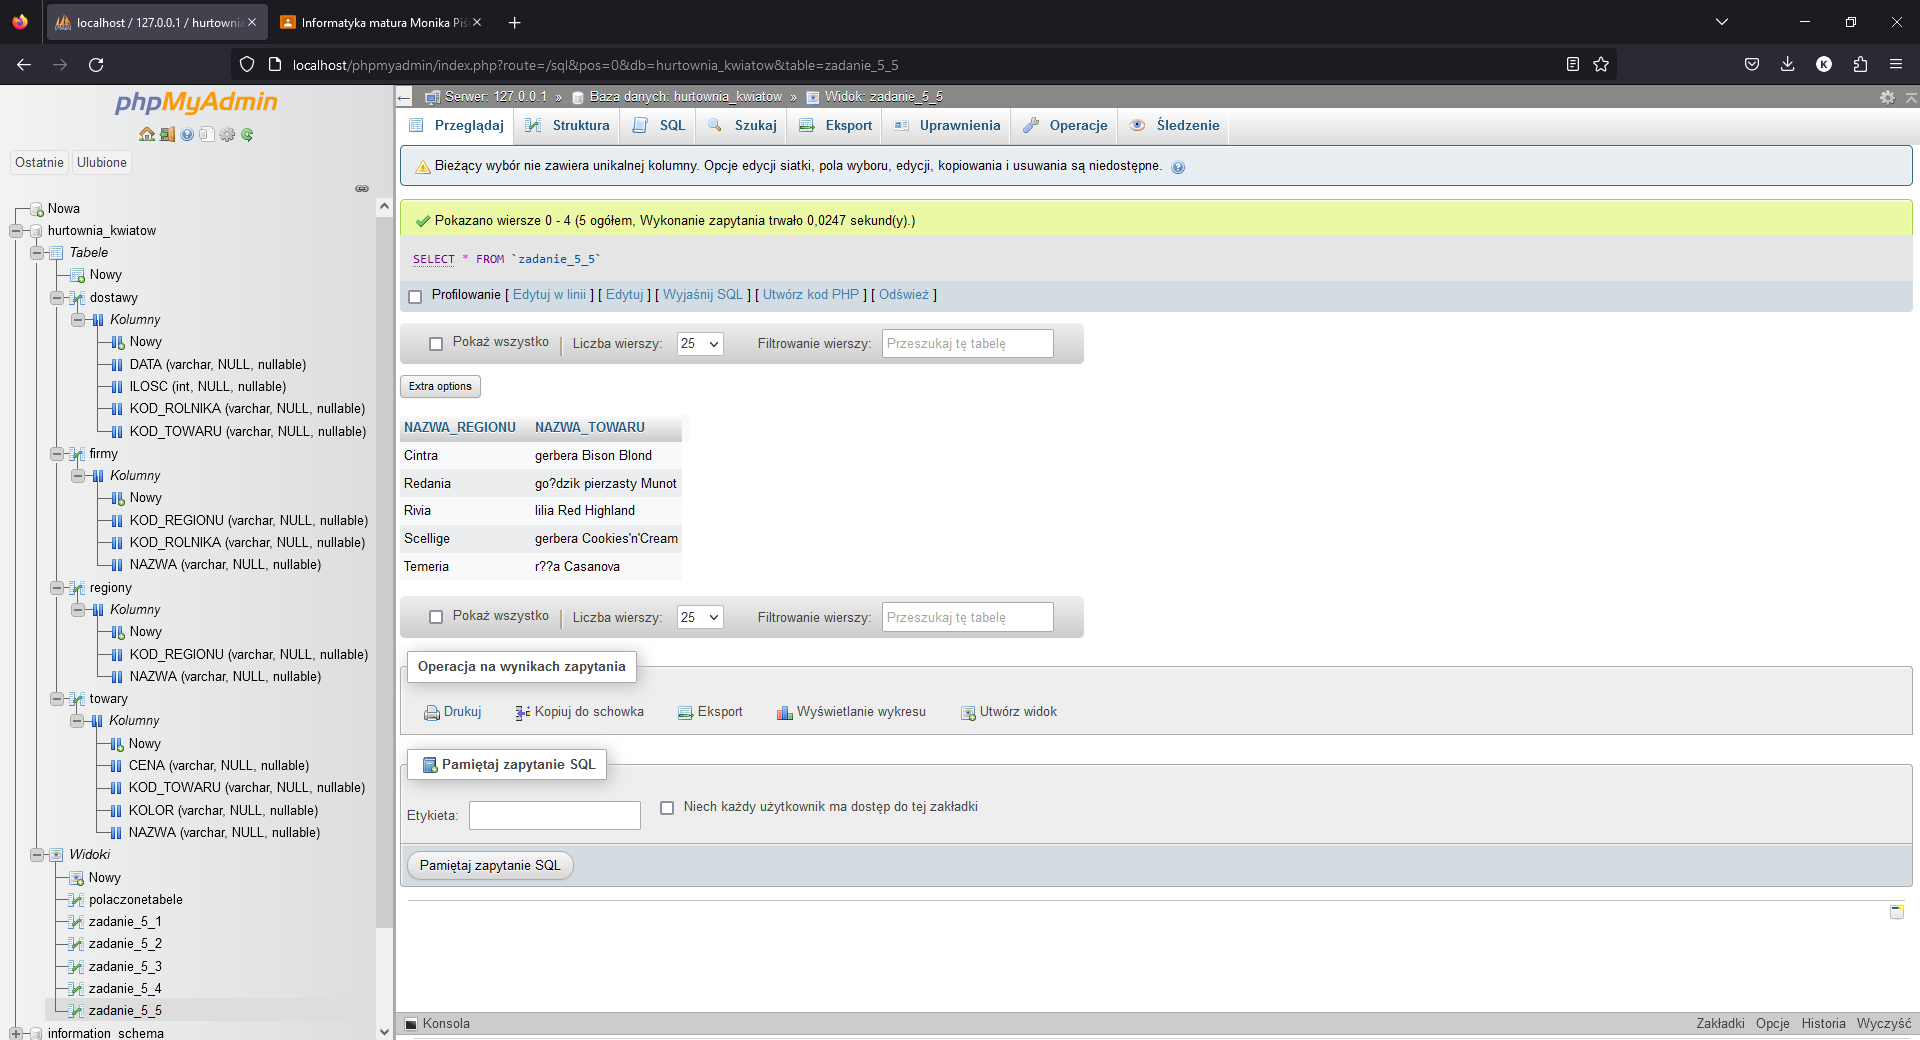 localhost / 127.0.0.1 / hurtownia
Informatyka matura Monika Piś
localhost/phpmyadmin/index.php?route=/sql&pos=0&db=hurtownia_kwiatow&table=zadanie_5_5
phpMyAdmin
Ostatnie
Ulubione
Nowa
hurtownia_kwiatow
Tabele
Nowy
dostawy
Kolumny
Nowy
DATA (varchar, NULL, nullable)
ILOSC (int, NULL, nullable)
KOD_ROLNIKA (varchar, NULL, nullable)
KOD_TOWARU (varchar, NULL, nullable)
firmy
Kolumny
Nowy
KOD_REGIONU (varchar, NULL, nullable)
KOD_ROLNIKA (varchar, NULL, nullable)
NAZWA (varchar, NULL, nullable)
regiony
Kolumny
Nowy
KOD_REGIONU (varchar, NULL, nullable)
NAZWA (varchar, NULL, nullable)
towary
Kolumny
Nowy
CENA (varchar, NULL, nullable)
KOD_TOWARU (varchar, NULL, nullable)
KOLOR (varchar, NULL, nullable)
NAZWA (varchar, NULL, nullable)
Widoki
Nowy
polaczonetabele
zadanie_5_1
zadanie_5_2
zadanie_5_3
zadanie_5_4
zadanie_5_5
information_schema
Serwer: 127.0.0.1 » Baza danych: hurtownia_kwiatow » Widok: zadanie_5_5
Przeglądaj Struktura SQL Szukaj Eksport Uprawnienia Operacje Śledzenie
Bieżący wybór nie zawiera unikalnej kolumny. Opcje edycji siatki, pola wyboru, edycji, kopiowania i usuwania są niedostępne.
Pokazano wiersze 0 - 4 (5 ogółem, Wykonanie zapytania trwało 0,0247 sekund(y).)
SELECT * FROM `zadanie_5_5`
Profilowanie [ Edytuj w linii ] [ Edytuj ] [ Wyjaśnij SQL ] [ Utwórz kod PHP ] [ Odśwież ]
Pokaż wszystko Liczba wierszy: 25 Filtrowanie wierszy: Przeszukaj tę tabelę
Extra options
NAZWA_REGIONU NAZWA_TOWARU
Cintra gerbera Bison Blond
Redania go?dzik pierzasty Munot
Rivia lilia Red Highland
Scellige gerbera Cookies'n'Cream
Temeria r??a Casanova
Pokaż wszystko Liczba wierszy: 25 Filtrowanie wierszy: Przeszukaj tę tabelę
Operacja na wynikach zapytania
Drukuj Kopiuj do schowka Eksport Wyświetlanie wykresu Utwórz widok
Pamiętaj zapytanie SQL
Etykieta: Niech każdy użytkownik ma dostęp do tej zakładki
Pamiętaj zapytanie SQL
Konsola
Zakładki Opcje Historia Wyczyść